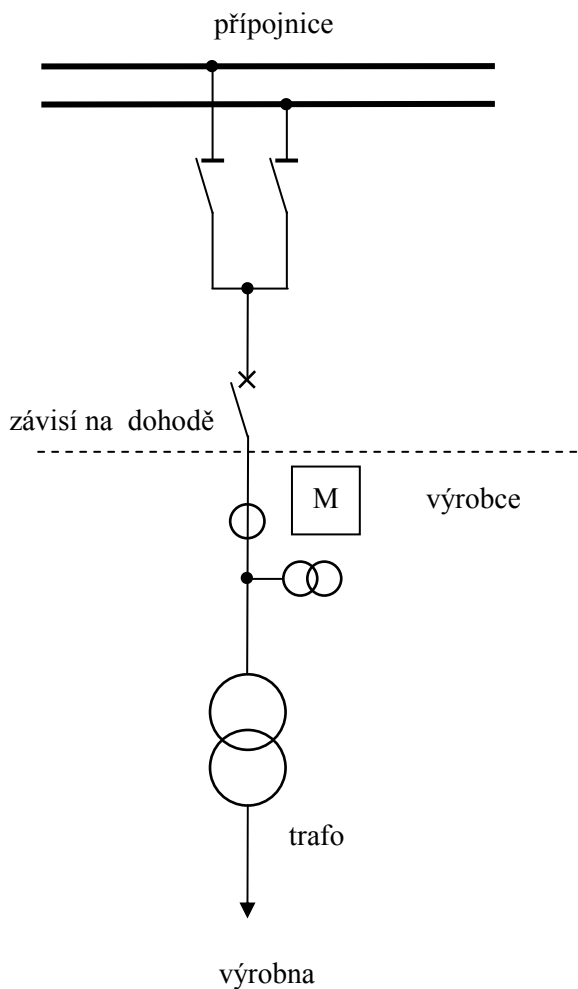 přípojnice
závisí na dohodě
M
výrobce
trafo
výrobna